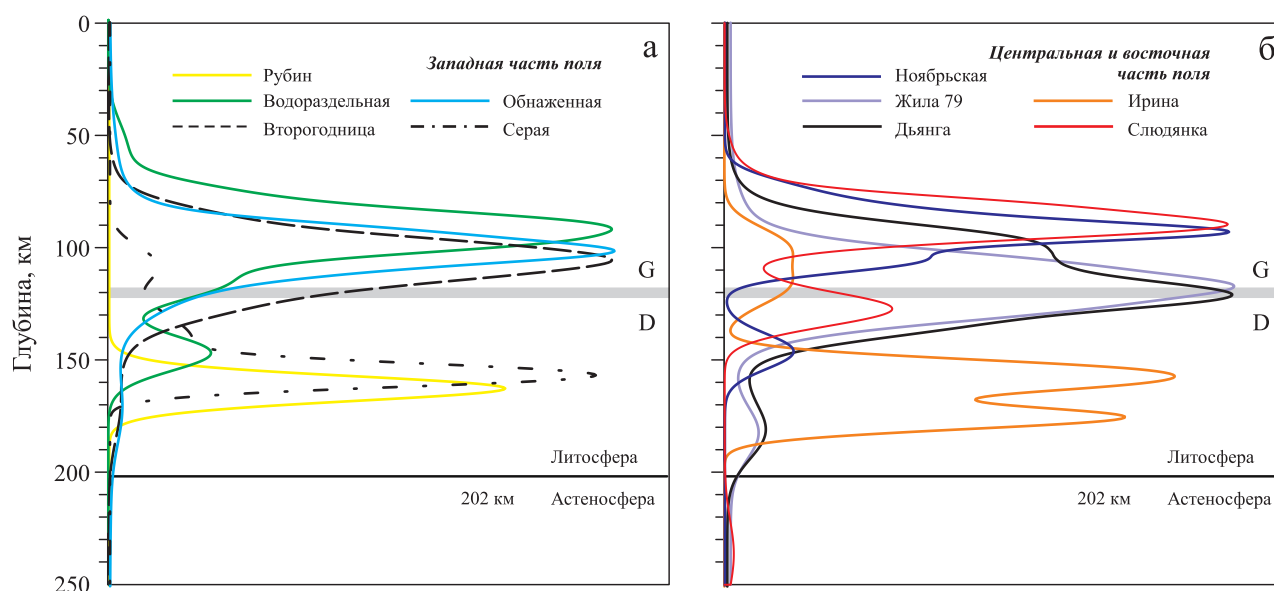 0
50
100
150
200
250
Глубина, км
а
Западная часть поля
Рубин
Водораздельная
Обнаженная
Второгодница
Серая
G
D
Литосфера
202 км
Астеносфера
б
Центральная и восточная
часть поля
Ноябрьская
Жила 79
Ирина
Дьянга
Слюдянка
G
D
Литосфера
202 км
Астеносфера